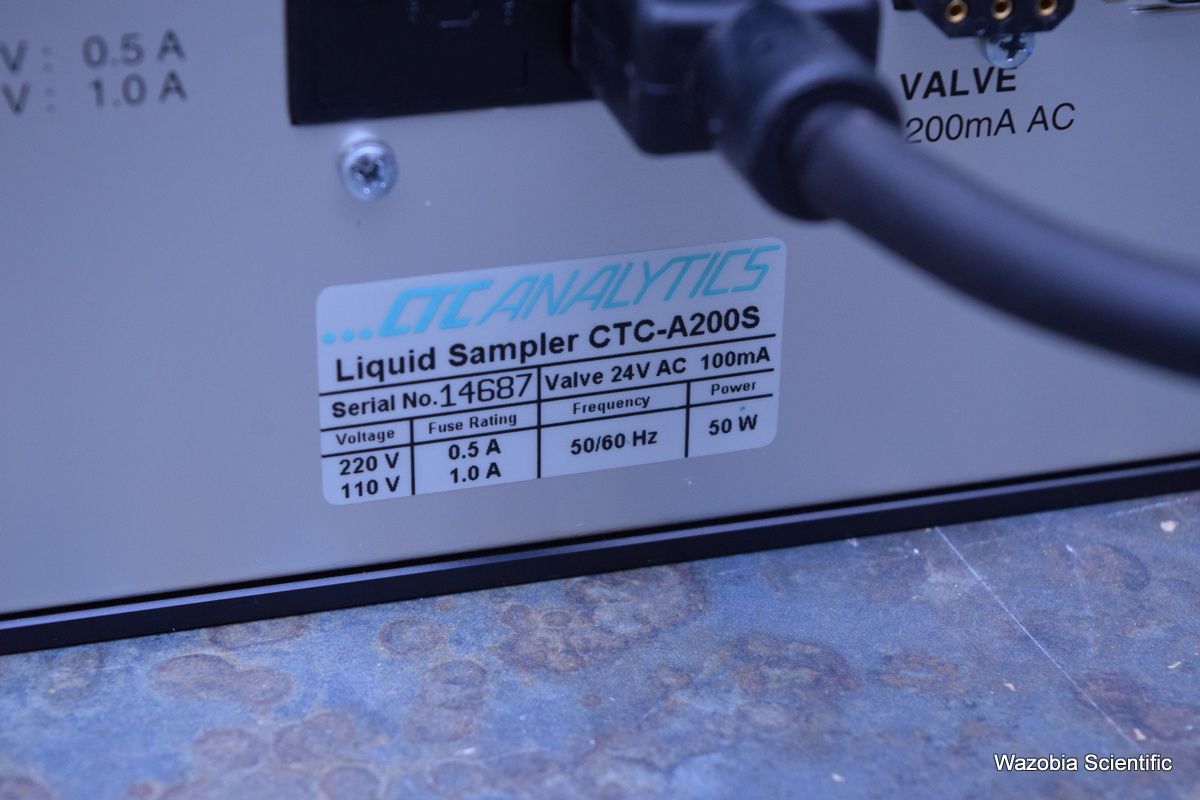 V: 0.5 A
V: 1.0 A
VALVE
200mA AC
...CTC ANALYTICS
Liquid Sampler CTC-A200S
Serial No. 14687 Valve 24V AC 100mA
Voltage Fuse Rating Frequency Power
220 V 0.5 A 50/60 Hz 50 W
110 V 1.0 A
Wazobia Scientific